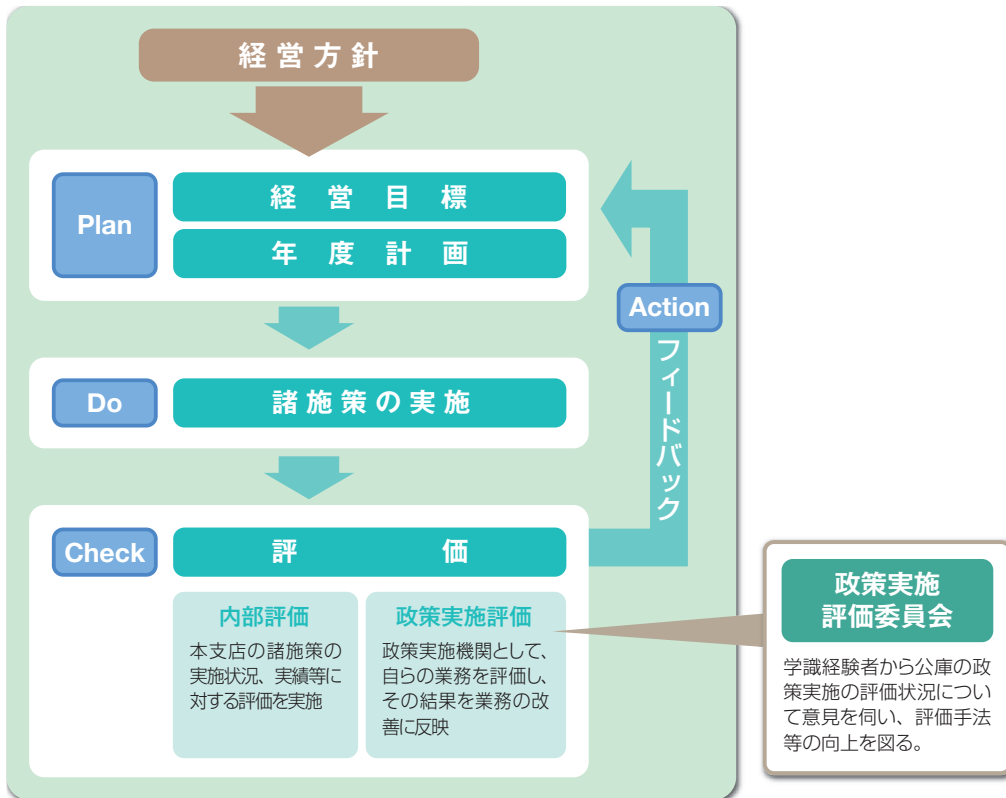 経営方針
Plan
経営目標
年度計画
Action
フィードバック
Do
諸施策の実施
Check
評価
内部評価
本支店の諸施策の
実施状況、実績等に
対する評価を実施
政策実施評価
政策実施機関として、
自らの業務を評価し、
その結果を業務の改
善に反映
政策実施
評価委員会
学識経験者から公庫の政
策実施の評価状況につい
て意見を伺い、評価手法
等の向上を図る。